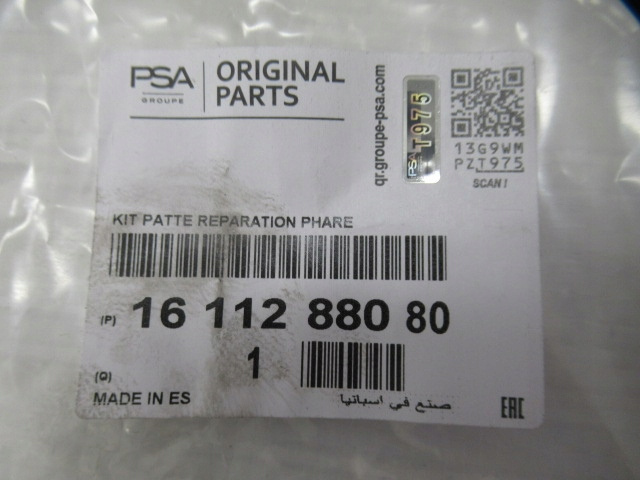 PSA
GROUPE
ORIGINAL
PARTS
qr.groupe-psa.com
PSA T975
13G9WM
PZT975
SCAN!
KIT PATTE REPARATION PHARE
(P) 16 112 880 80
(Q) 1
MADE IN ES
صنع في اسبانيا
EAC